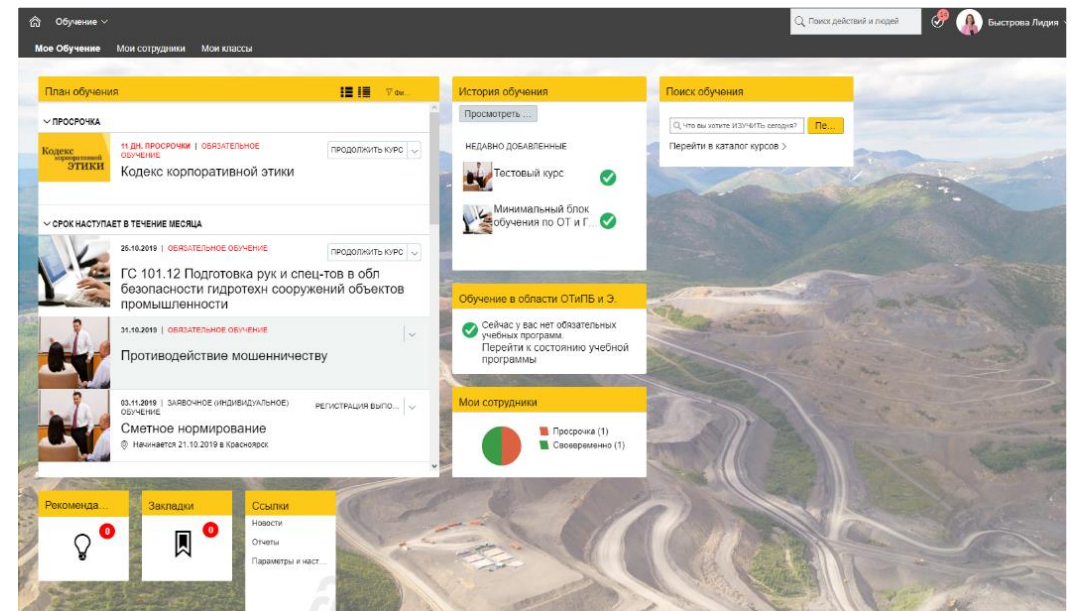 Обучение
Поиск действий и людей
Быстрова Лидия
Мое Обучение
Мои сотрудники
Мои классы
План обучения
ПРОСРОЧКА
Кодекс
корпоративной
ЭТИКИ
11 ДН. ПРОСРОЧКИ | ОБЯЗАТЕЛЬНОЕ
ОБУЧЕНИЕ
ПРОДОЛЖИТЬ КУРС
Кодекс корпоративной этики
СРОК НАСТУПАЕТ В ТЕЧЕНИЕ МЕСЯЦА
25.10.2019 | ОБЯЗАТЕЛЬНОЕ ОБУЧЕНИЕ
ПРОДОЛЖИТЬ КУРС
ГС 101.12 Подготовка рук и спец-тов в обл
безопасности гидротехн сооружений объектов
промышленности
31.10.2019 | ОБЯЗАТЕЛЬНОЕ ОБУЧЕНИЕ
Противодействие мошенничеству
03.11.2019 | ЗАЯВОЧНОЕ (ИНДИВИДУАЛЬНОЕ)
ОБУЧЕНИЕ
РЕГИСТРАЦИЯ ВЫПО...
Сметное нормирование
Начинается 21.10.2019 в Красноярск
История обучения
Просмотреть ...
НЕДАВНО ДОБАВЛЕННЫЕ
Тестовый курс
Минимальный блок
обучения по ОТ и Г...
Обучение в области ОТиПБ и Э.
Сейчас у вас нет обязательных
учебных программ.
Перейти к состоянию учебной
программы
Мои сотрудники
Просрочка (1)
Своевременно (1)
Поиск обучения
Что вы хотите ИЗУЧИТЬ сегодня?
Пе...
Перейти в каталог курсов >
Рекоменда...
0
Закладки
0
Ссылки
Новости
Отчеты
Параметры и наст...